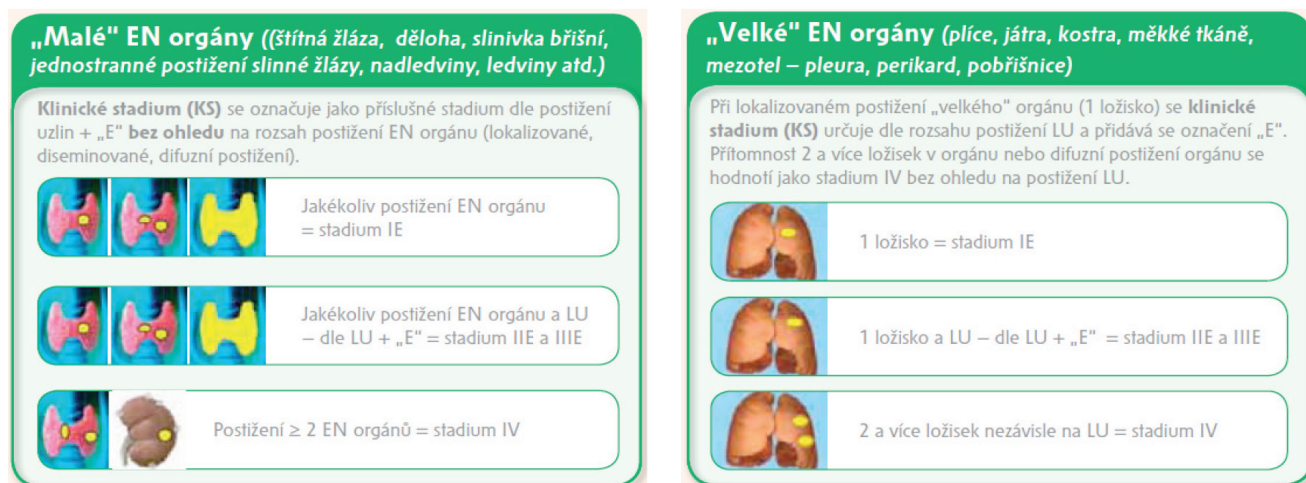 „Malé“ EN orgány ((štítná žláza, děloha, slinivka břišní,
jednostranné postižení slinné žlázy, nadledviny, ledviny atd.)
Klinické stadium (KS) se označuje jako příslušné stadium dle postižení
uzlin + „E“ bez ohledu na rozsah postižení EN orgánu (lokalizované,
diseminované, difuzní postižení).
Jakékoliv postižení EN orgánu
= stadium IE
Jakékoliv postižení EN orgánu a LU
– dle LU + „E“ = stadium IIE a IIIE
Postižení ≥ 2 EN orgánů = stadium IV
„Velké“ EN orgány (plíce, játra, kostra, měkké tkáně,
mezotel – pleura, perikard, pobřišnice)
Při lokalizovaném postižení „velkého“ orgánu (1 ložisko) se klinické
stadium (KS) určuje dle rozsahu postižení LU a přidává se označení „E“.
Přítomnost 2 a více ložisek v orgánu nebo difuzní postižení orgánu se
hodnotí jako stadium IV bez ohledu na postižení LU.
1 ložisko = stadium IE
1 ložisko a LU – dle LU + „E“ = stadium IIE a IIIE
2 a více ložisek nezávisle na LU = stadium IV